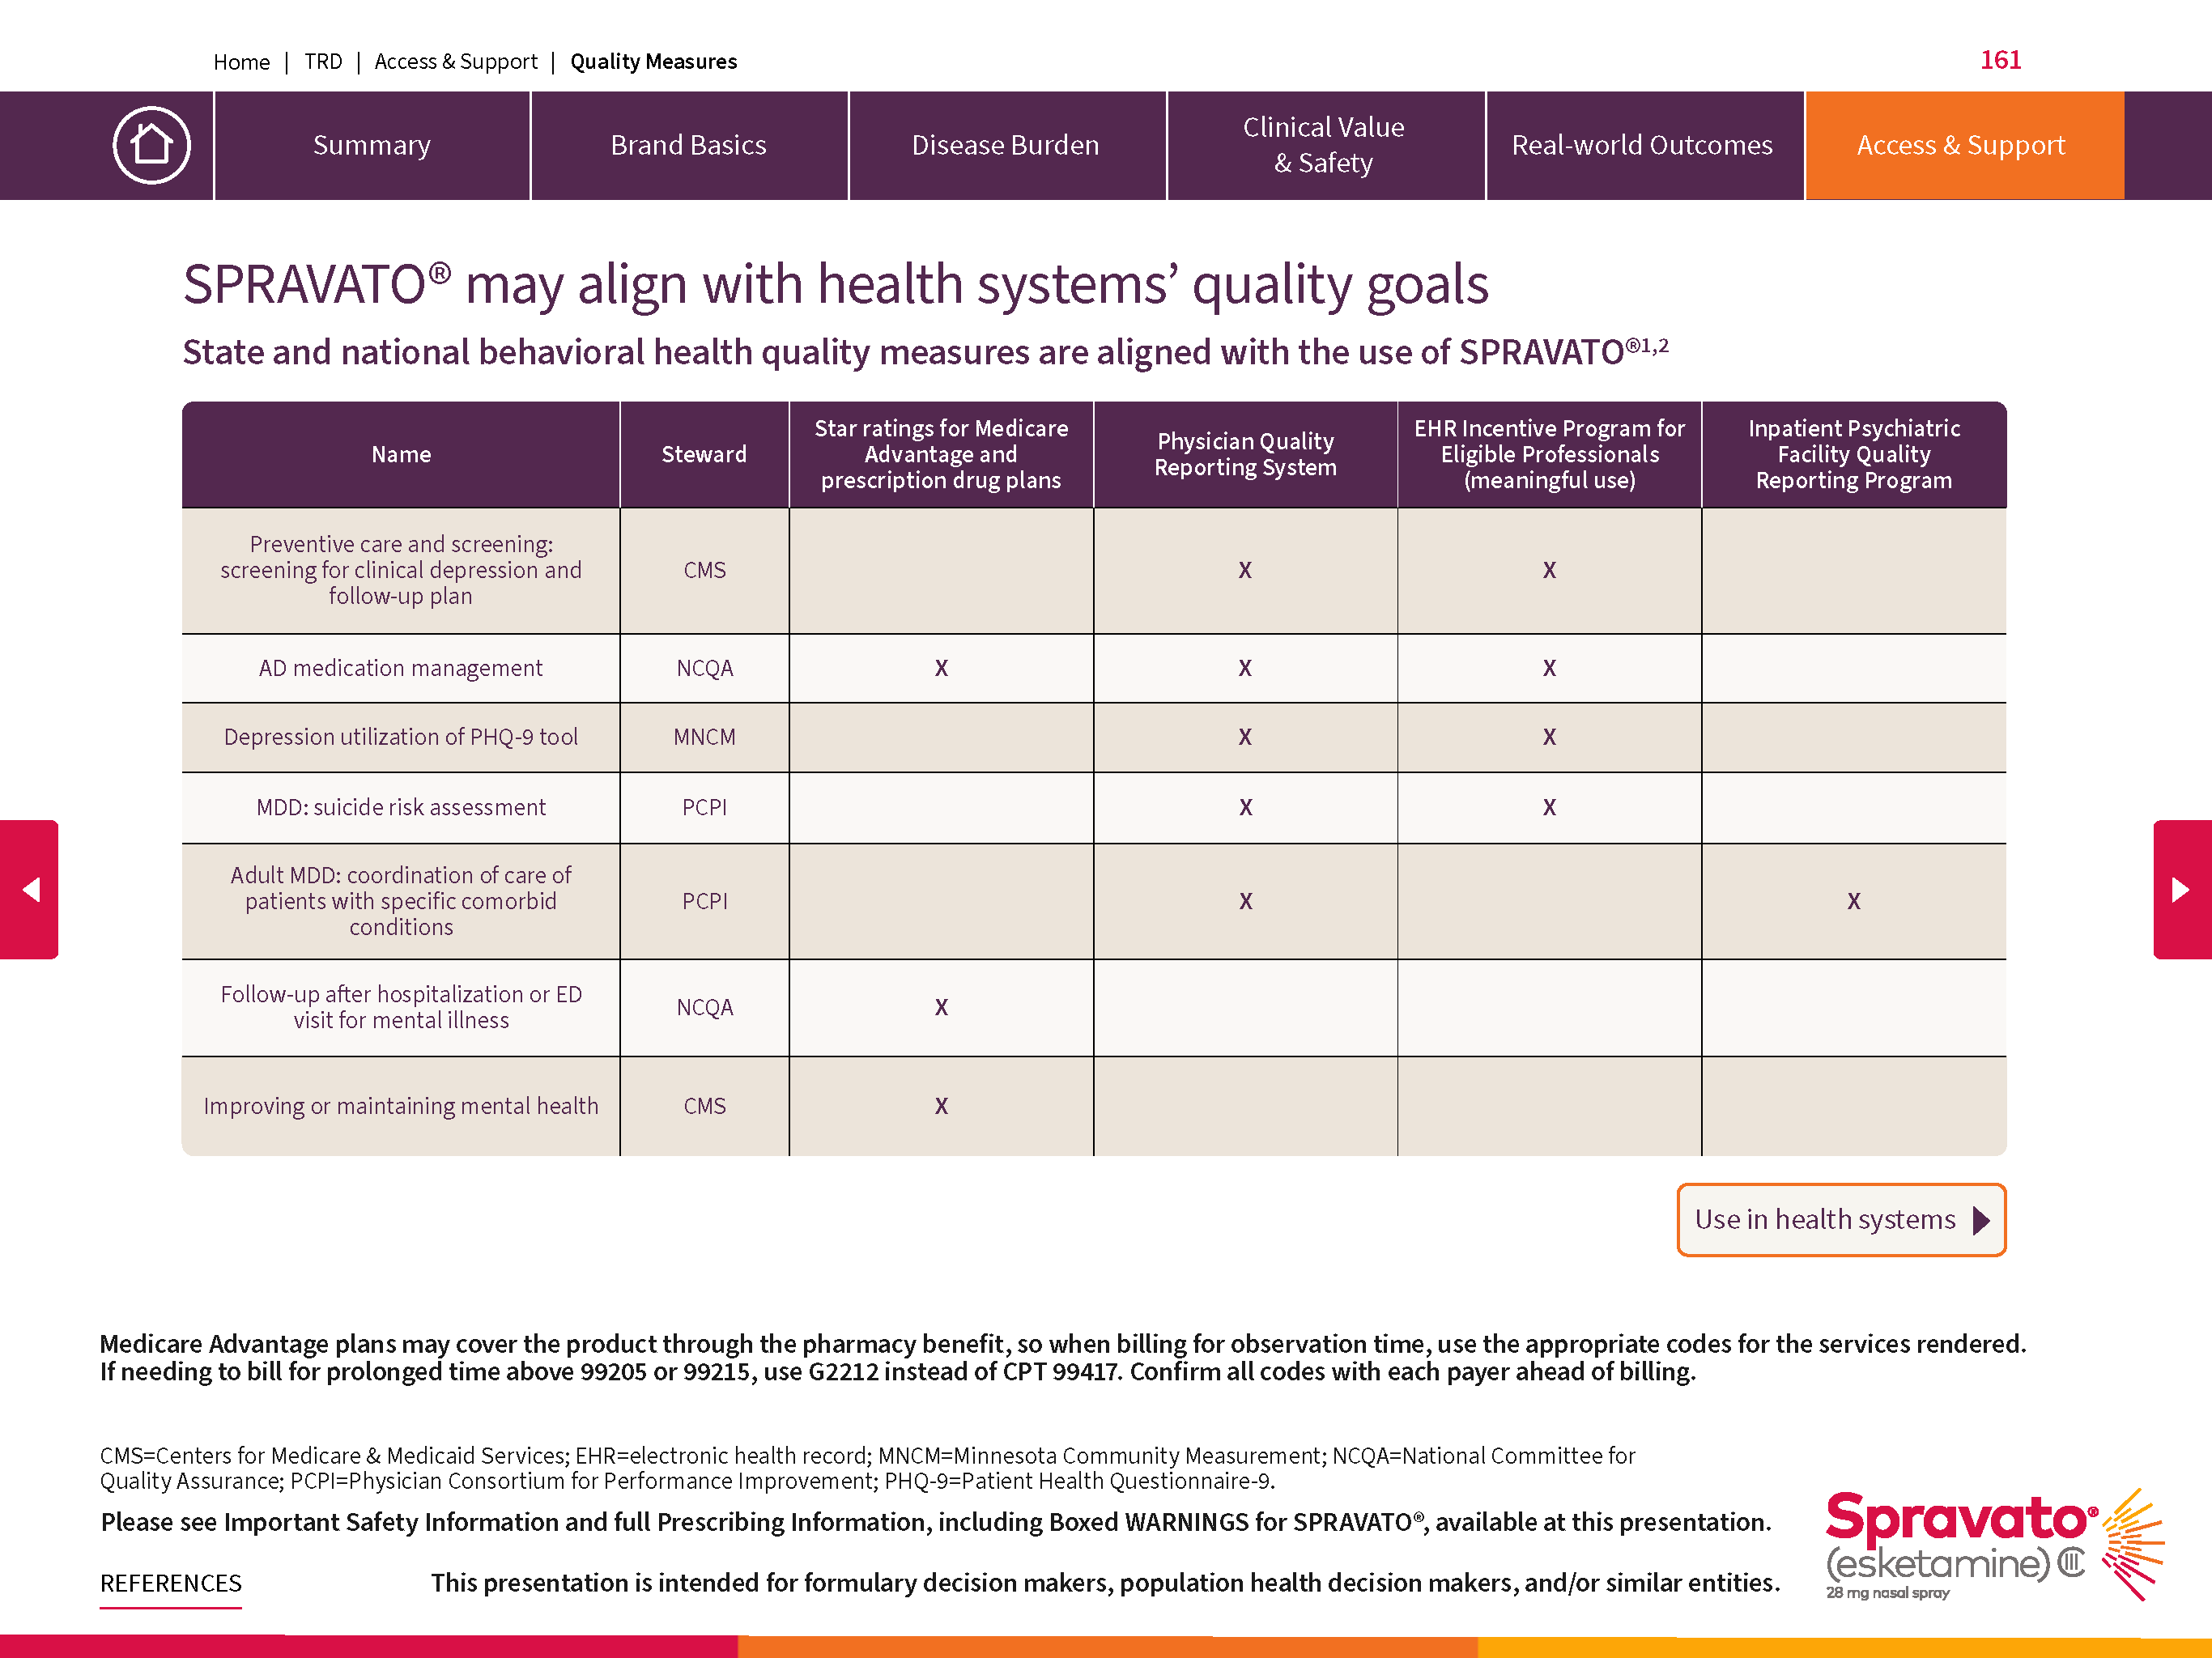 Home | TRD | Access & Support | Quality Measures
161
Summary
Brand Basics
Disease Burden
Clinical Value
& Safety
Real-world Outcomes
Access & Support
SPRAVATO® may align with health systems’ quality goals
State and national behavioral health quality measures are aligned with the use of SPRAVATO®1,2
Name
Steward
Star ratings for Medicare
Advantage and
prescription drug plans
Physician Quality
Reporting System
EHR Incentive Program for
Eligible Professionals
(meaningful use)
Inpatient Psychiatric
Facility Quality
Reporting Program
Preventive care and screening:
screening for clinical depression and
follow-up plan
CMS
X
X
AD medication management
NCQA
X
X
X
Depression utilization of PHQ-9 tool
MNCM
X
X
MDD: suicide risk assessment
PCPI
X
X
Adult MDD: coordination of care of
patients with specific comorbid
conditions
PCPI
X
X
Follow-up after hospitalization or ED
visit for mental illness
NCQA
X
Improving or maintaining mental health
CMS
X
Use in health systems
Medicare Advantage plans may cover the product through the pharmacy benefit, so when billing for observation time, use the appropriate codes for the services rendered.
If needing to bill for prolonged time above 99205 or 99215, use G2212 instead of CPT 99417. Confirm all codes with each payer ahead of billing.
CMS=Centers for Medicare & Medicaid Services; EHR=electronic health record; MNCM=Minnesota Community Measurement; NCQA=National Committee for
Quality Assurance; PCPI=Physician Consortium for Performance Improvement; PHQ-9=Patient Health Questionnaire-9.
Please see Important Safety Information and full Prescribing Information, including Boxed WARNINGS for SPRAVATO®, available at this presentation.
REFERENCES
This presentation is intended for formulary decision makers, population health decision makers, and/or similar entities.
Spravato®
(esketamine) CIII
28 mg nasal spray